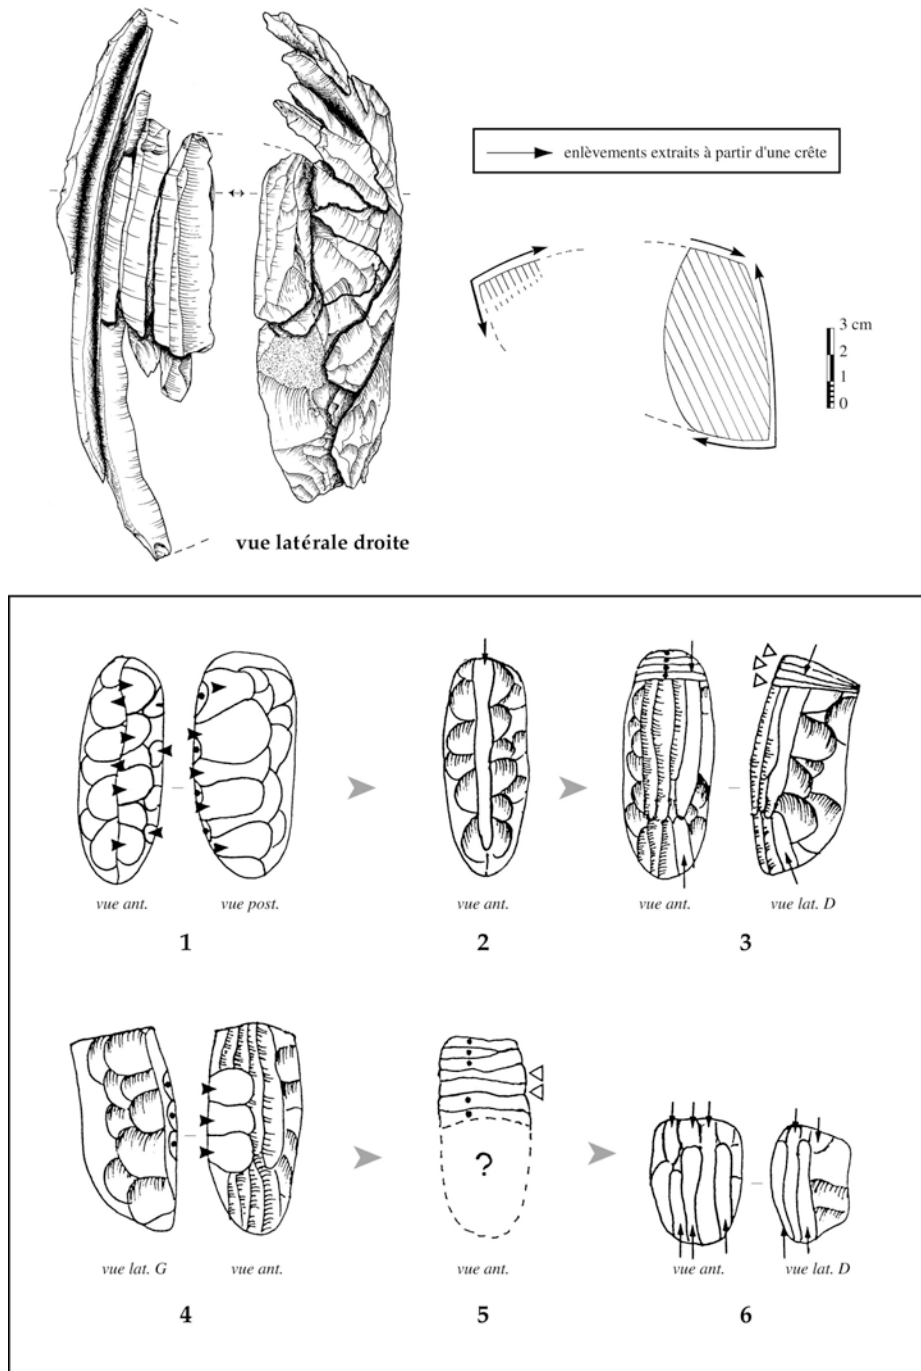 enlèvements extraits à partir d'une crête
3 cm
2
1
0
vue latérale droite
vue ant.
vue post.
1
vue ant.
2
vue ant.
vue lat. D
3
vue lat. G
vue ant.
4
?
vue ant.
5
vue ant.
vue lat. D
6